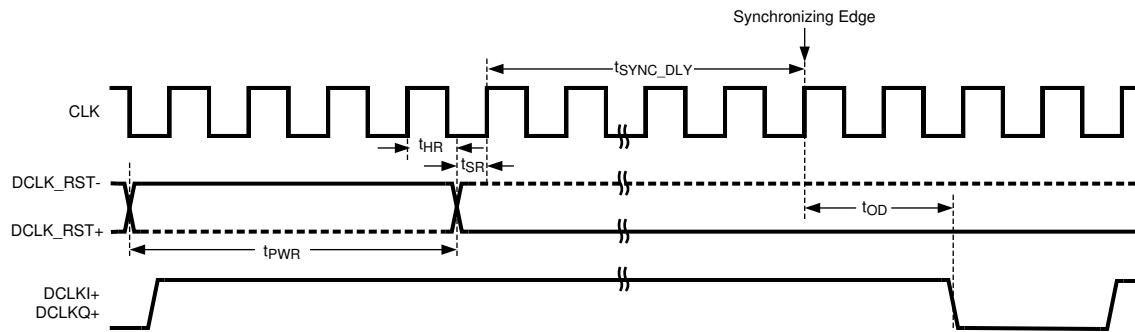 Synchronizing Edge
tSYNC_DLY
CLK
tHR
tSR
DCLK_RST-
tOD
DCLK_RST+
tPWR
DCLKI+
DCLKQ+